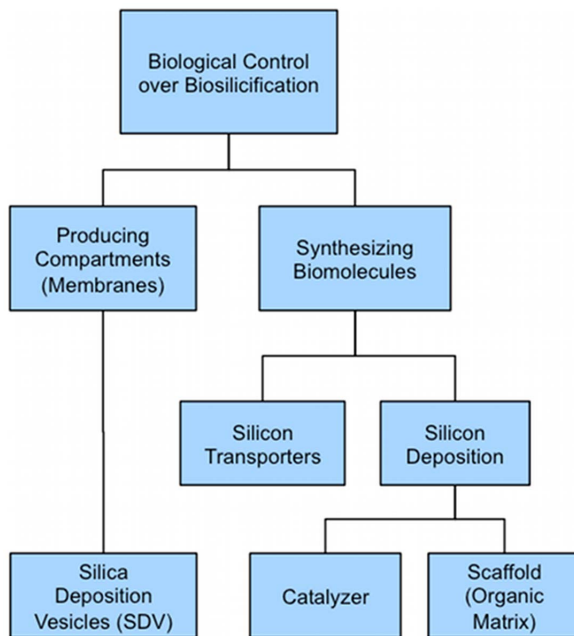 Biological Control
over Biosilicification
Producing
Compartments
(Membranes)
Synthesizing
Biomolecules
Silicon
Transporters
Silicon
Deposition
Silica
Deposition
Vesicles (SDV)
Catalyzer
Scaffold
(Organic
Matrix)